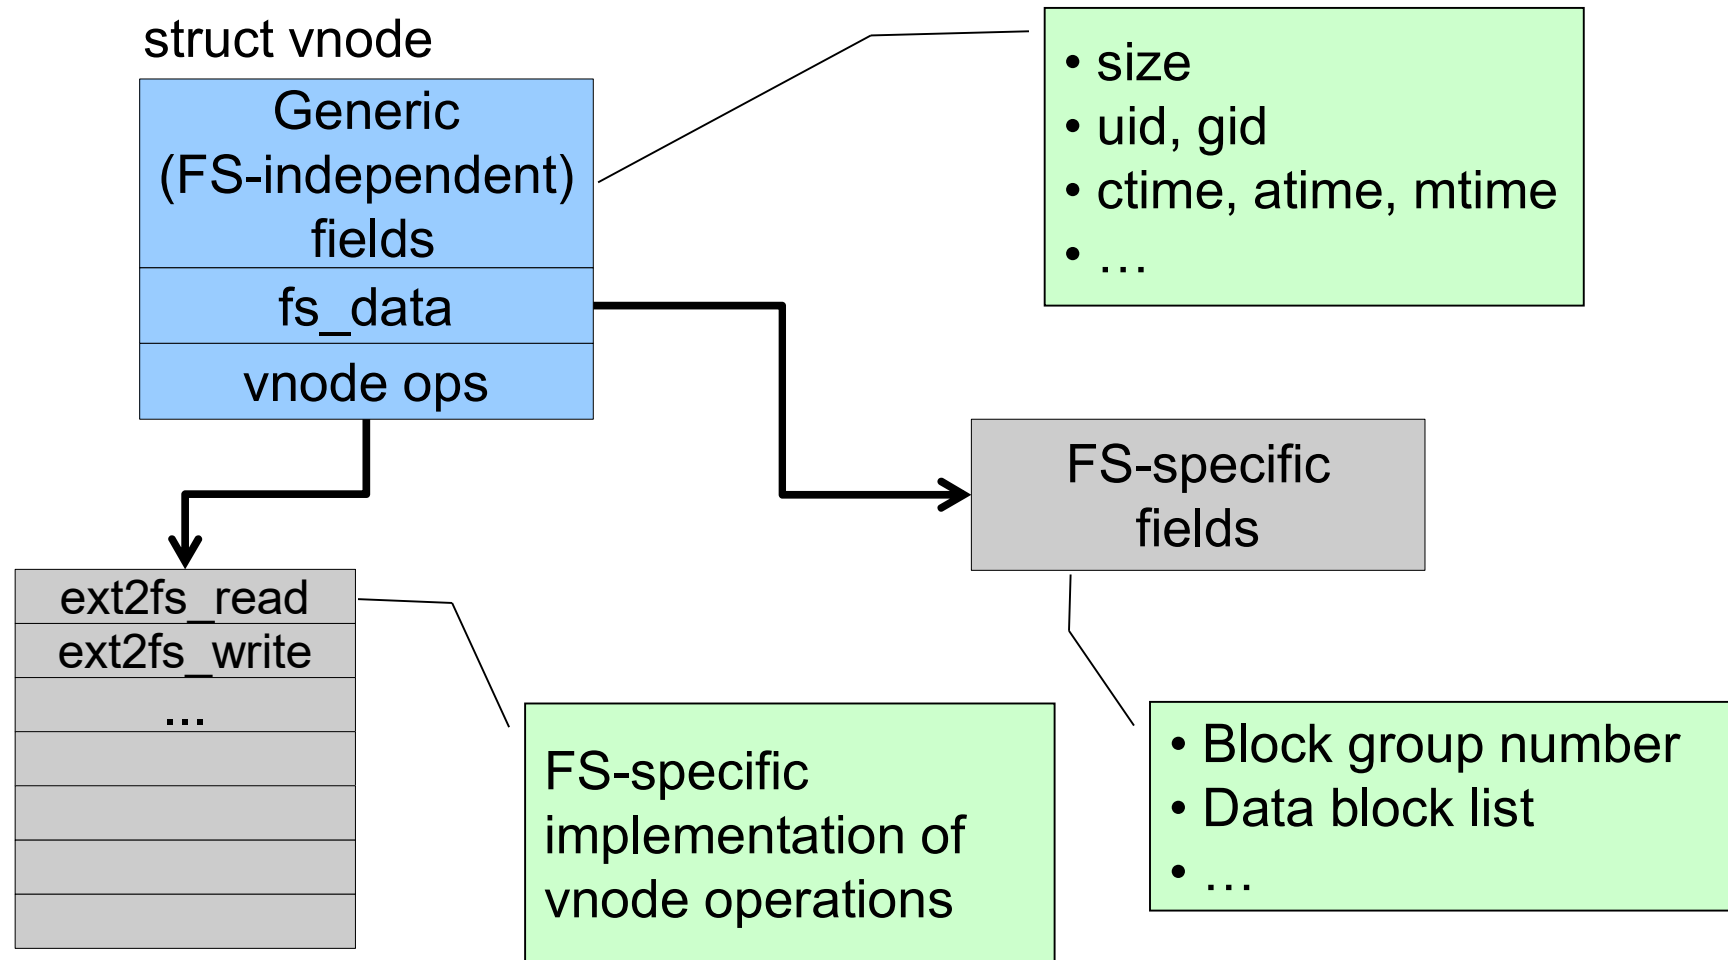 struct vnode
Generic
(FS-independent)
fields
fs_data
vnode ops
• size
• uid, gid
• ctime, atime, mtime
• …
FS-specific
fields
ext2fs_read
ext2fs_write
...
FS-specific
implementation of
vnode operations
• Block group number
• Data block list
• …